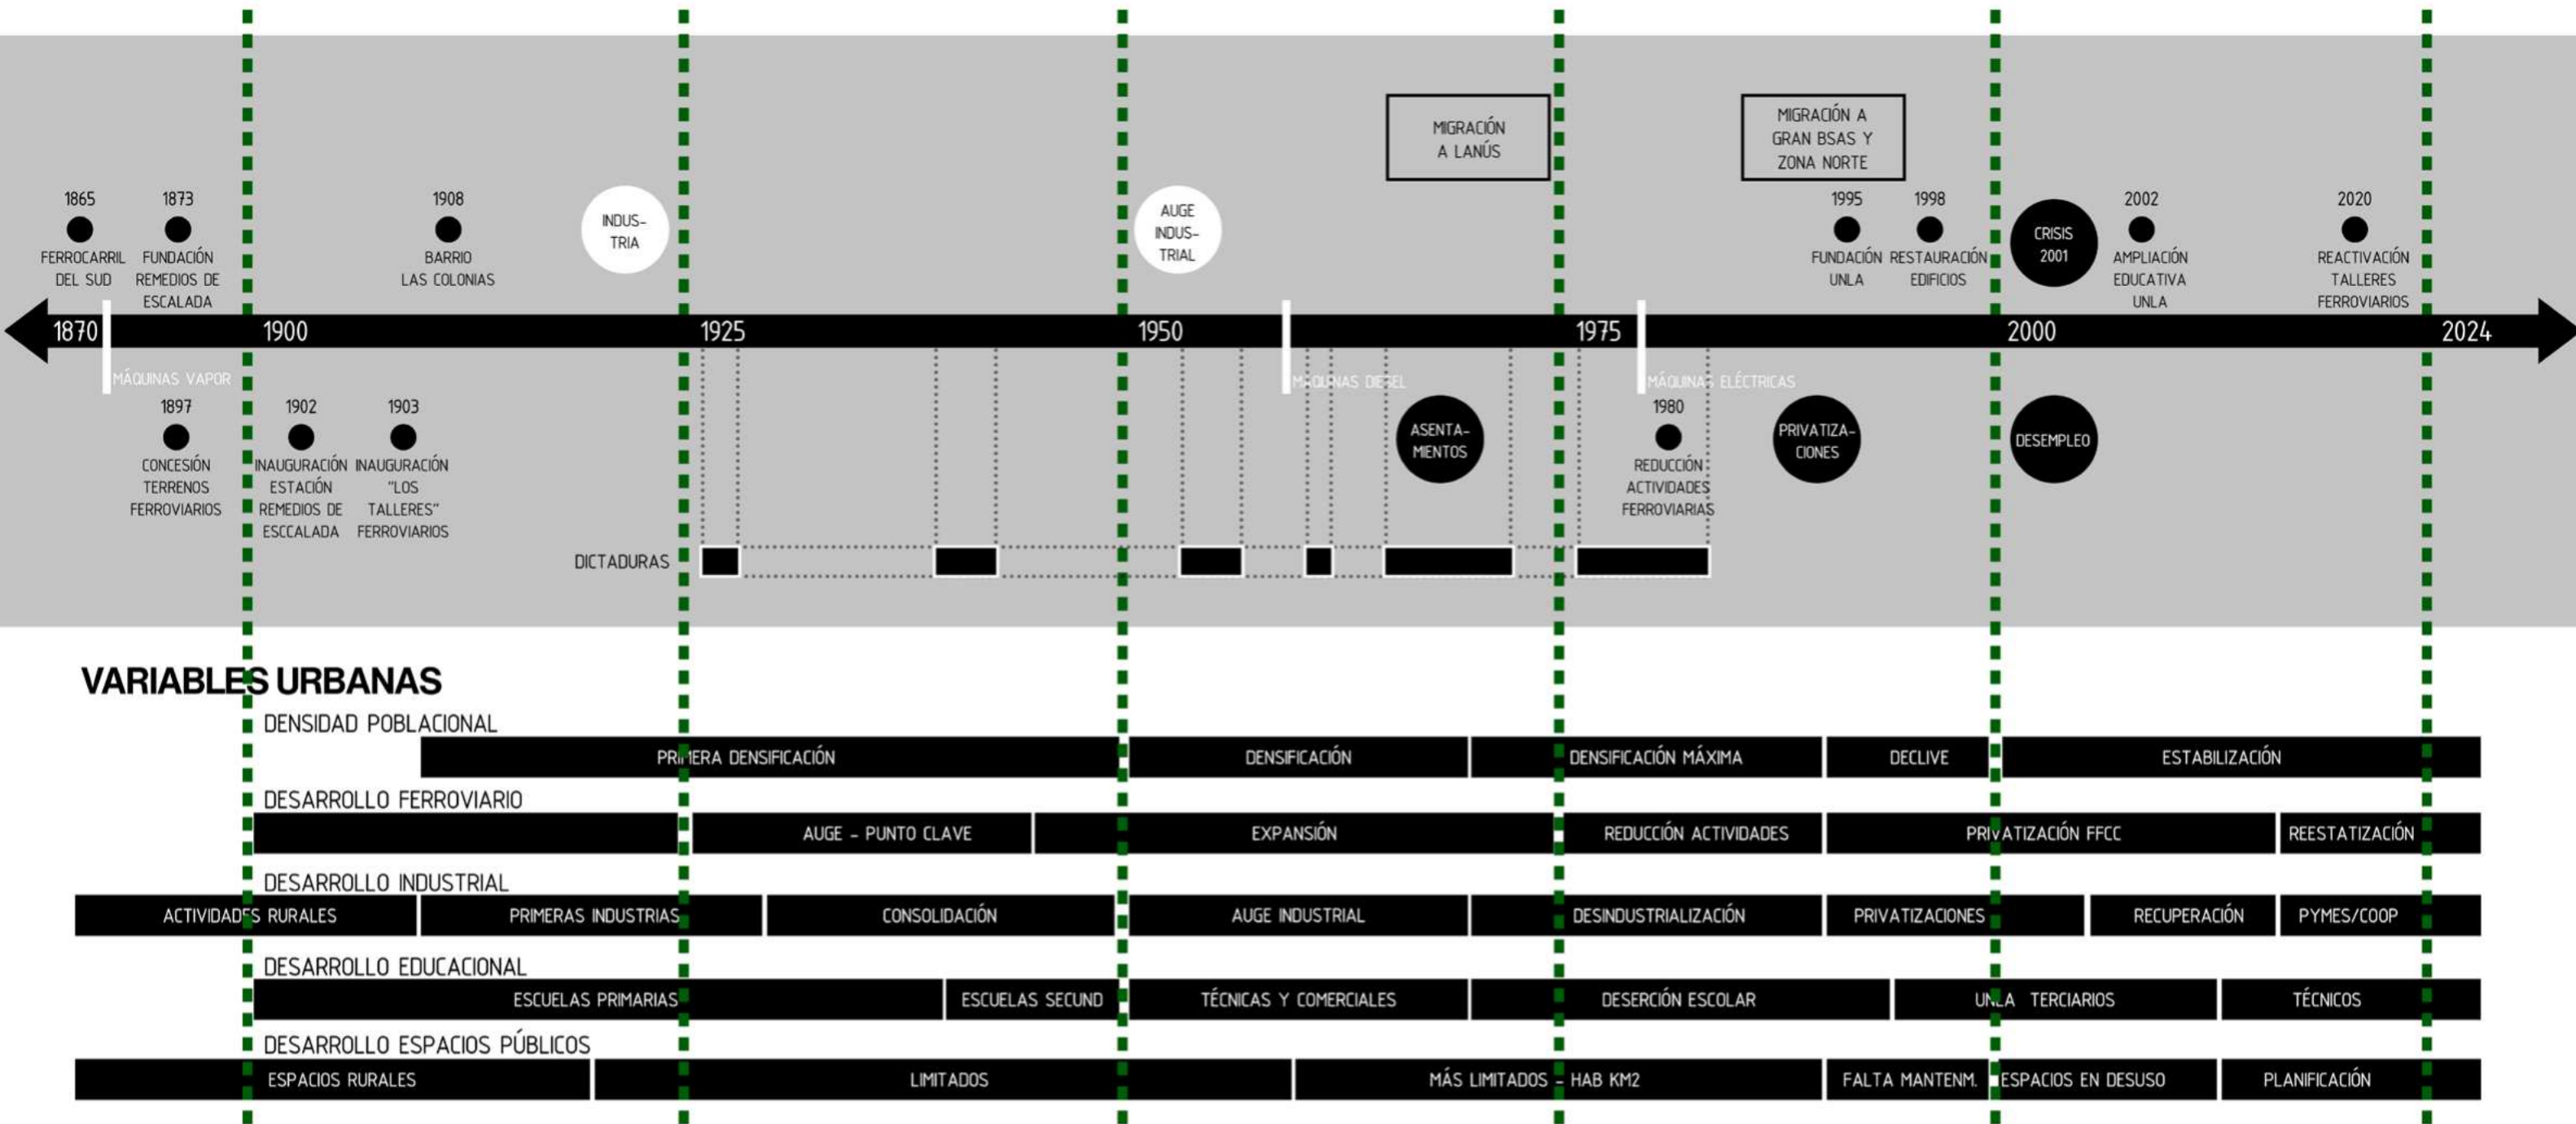 MIGRACIÓN
A LANÚS
MIGRACIÓN A
GRAN BSAS Y
ZONA NORTE
1865
FERROCARRIL
DEL SUD
1873
FUNDACIÓN
REMEDIOS DE
ESCALADA
1908
BARRIO
LAS COLONIAS
INDUS-
TRIA
AUGE
INDUS-
TRIAL
1995
FUNDACIÓN
UNLA
1998
RESTAURACIÓN
EDIFICIOS
CRISIS
2001
2002
AMPLIACIÓN
EDUCATIVA
UNLA
2020
REACTIVACIÓN
TALLERES
FERROVIARIOS
1870 1900 1925 1950 1975 2000 2024
MÁQUINAS VAPOR
MÁQUINAS DIESEL
MÁQUINAS ELÉCTRICAS
1897
CONCESIÓN
TERRENOS
FERROVIARIOS
1902
INAUGURACIÓN
ESTACIÓN
REMEDIOS DE
ESCCALADA
1903
INAUGURACIÓN
"LOS
TALLERES"
FERROVIARIOS
ASENTA-
MIENTOS
1980
REDUCCIÓN
ACTIVIDADES
FERROVIARIAS
PRIVATIZA-
CIONES
DESEMPLEO
DICTADURAS
VARIABLES URBANAS
DENSIDAD POBLACIONAL
PRIMERA DENSIFICACIÓN DENSIFICACIÓN DENSIFICACIÓN MÁXIMA DECLIVE ESTABILIZACIÓN
DESARROLLO FERROVIARIO
AUGE - PUNTO CLAVE EXPANSIÓN REDUCCIÓN ACTIVIDADES PRIVATIZACIÓN FFCC REESTATIZACIÓN
DESARROLLO INDUSTRIAL
ACTIVIDADES RURALES PRIMERAS INDUSTRIAS CONSOLIDACIÓN AUGE INDUSTRIAL DESINDUSTRIALIZACIÓN PRIVATIZACIONES RECUPERACIÓN PYMES/COOP
DESARROLLO EDUCACIONAL
ESCUELAS PRIMARIAS ESCUELAS SECUND TÉCNICAS Y COMERCIALES DESERCIÓN ESCOLAR UNLA TERCIARIOS TÉCNICOS
DESARROLLO ESPACIOS PÚBLICOS
ESPACIOS RURALES LIMITADOS MÁS LIMITADOS - HAB KM2 FALTA MANTENM. ESPACIOS EN DESUSO PLANIFICACIÓN